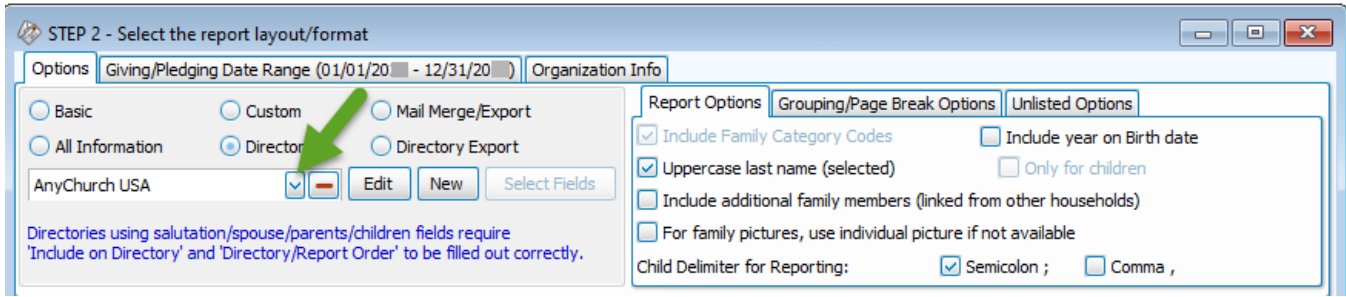 STEP 2 - Select the report layout/format
Options
Giving/Pledging Date Range (01/01/20 - 12/31/20 )
Organization Info
Basic
Custom
Mail Merge/Export
All Information
Director
Directory Export
AnyChurch USA
Edit
New
Select Fields
Directories using salutation/spouse/parents/children fields require
'Include on Directory' and 'Directory/Report Order' to be filled out correctly.
Report Options
Grouping/Page Break Options
Unlisted Options
Include Family Category Codes
Include year on Birth date
Uppercase last name (selected)
Only for children
Include additional family members (linked from other households)
For family pictures, use individual picture if not available
Child Delimiter for Reporting:
Semicolon ;
Comma ,